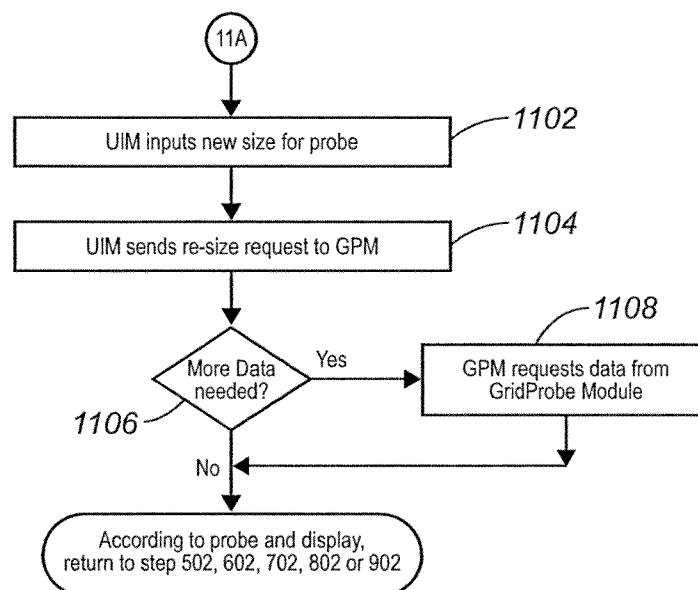 11A
UIM inputs new size for probe
1102
UIM sends re-size request to GPM
1104
More Data
needed?
1106
Yes
GPM requests data from
GridProbe Module
1108
No
According to probe and display,
return to step 502, 602, 702, 802 or 902